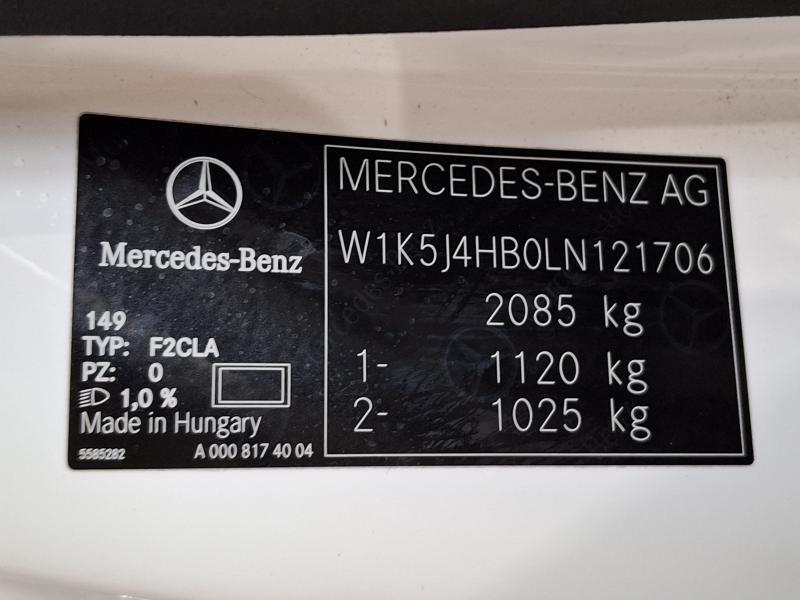 Mercedes-Benz
149
TYP: F2CLA
PZ: 0
1,0 %
Made in Hungary
5585282
A 000 817 40 04
MERCEDES-BENZ AG
W1K5J4HB0LN121706
2085 kg
1- 1120 kg
2- 1025 kg